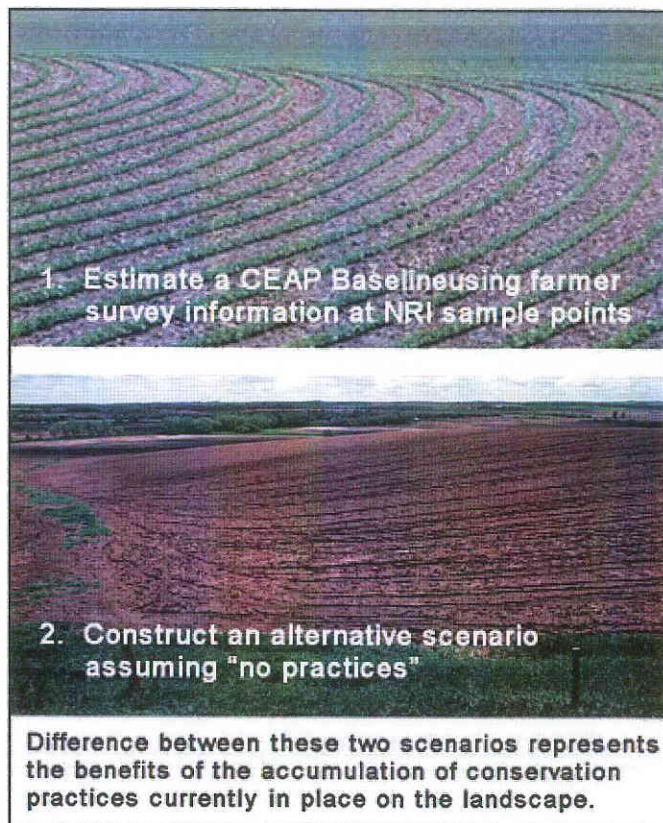 1. Estimate a CEAP Baselineusing farmer
survey information at NRI sample points
2. Construct an alternative scenario
assuming "no practices"
Difference between these two scenarios represents
the benefits of the accumulation of conservation
practices currently in place on the landscape.